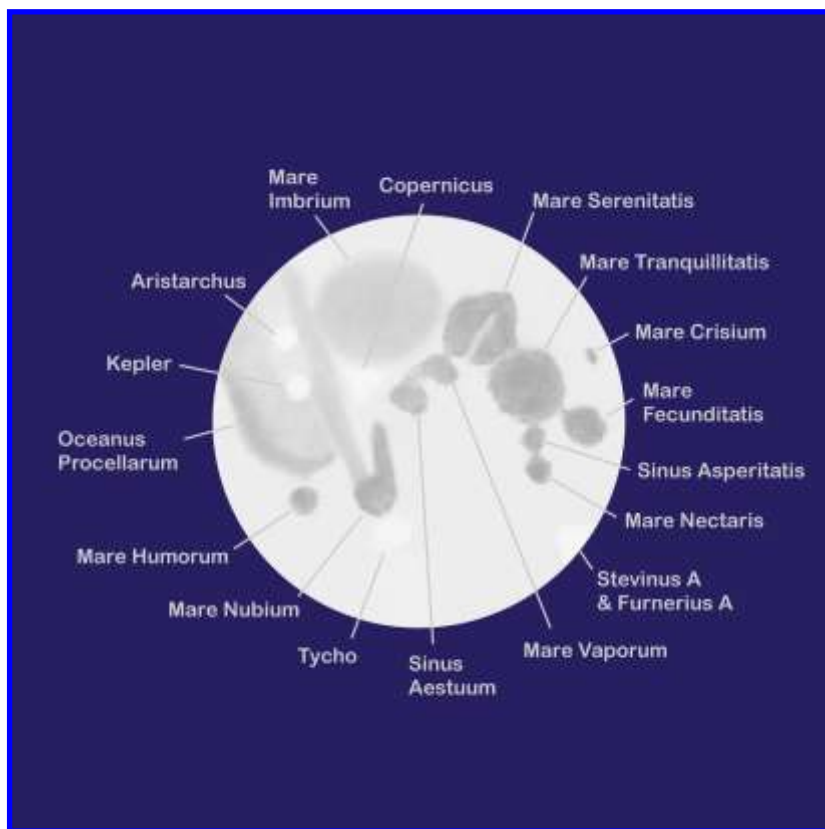 Mare
Imbrium
Copernicus
Mare Serenitatis
Mare Tranquillitatis
Aristarchus
Mare Crisium
Kepler
Mare
Fecunditatis
Oceanus
Procellarum
Sinus Asperitatis
Mare Nectaris
Mare Humorum
Stevinus A
& Furnerius A
Mare Nubium
Mare Vaporum
Tycho
Sinus
Aestuum